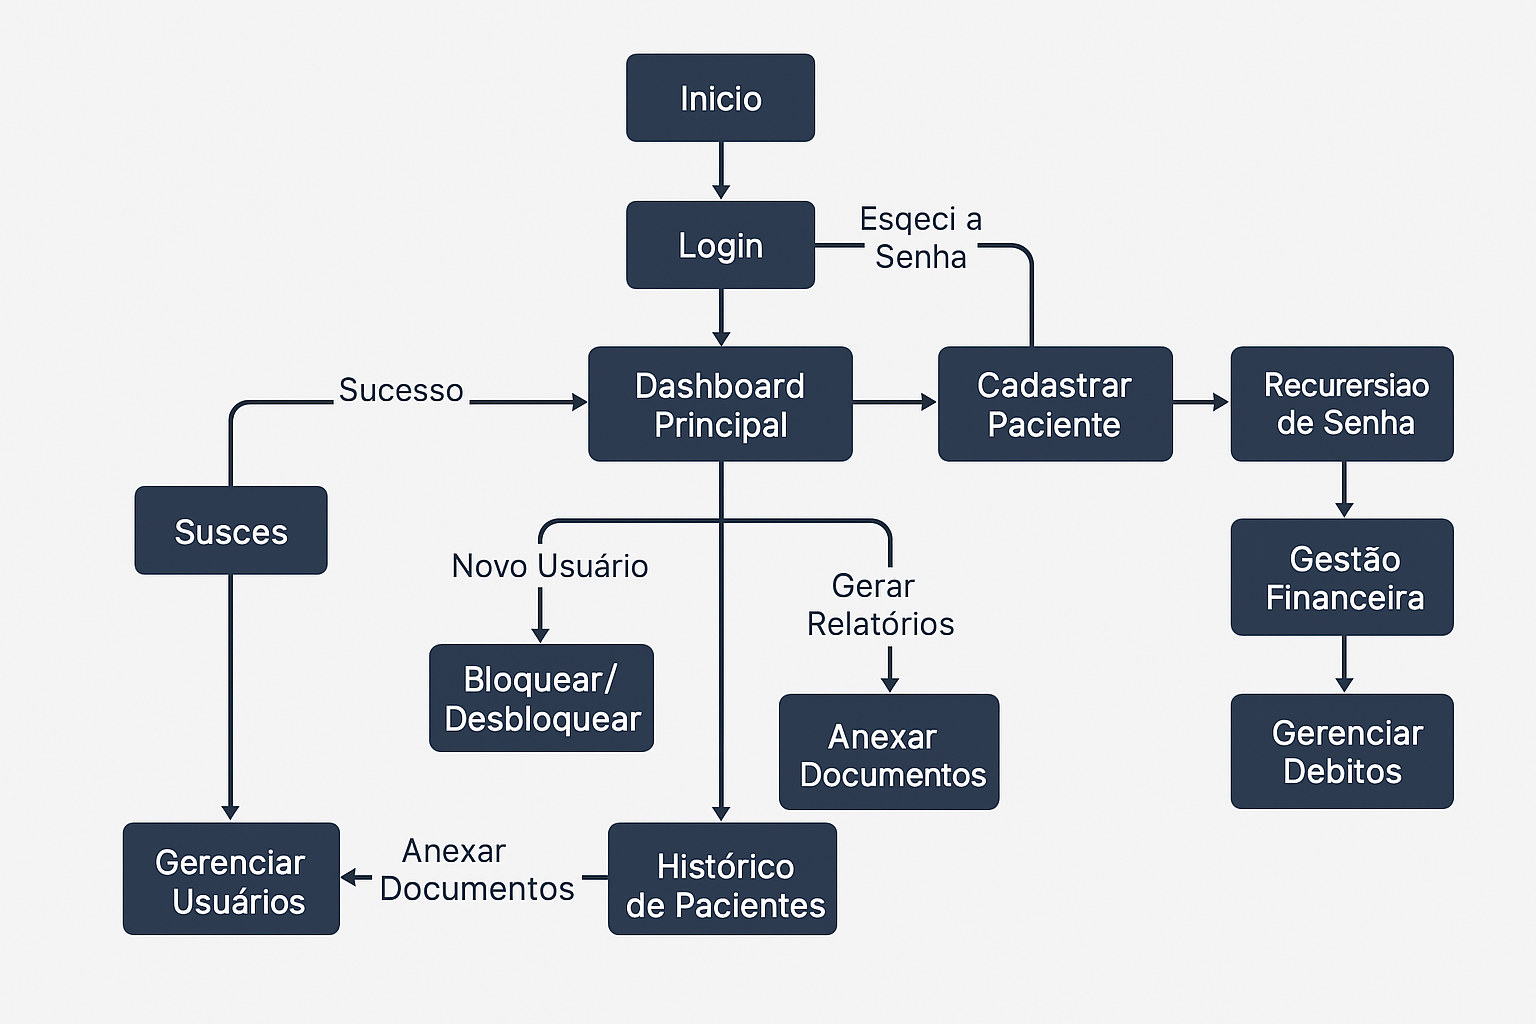 Inicio
Login
Esqeci a
Senha
Sucesso
Dashboard
Principal
Cadastrar
Paciente
Recurersiao
de Senha
Susces
Novo Usuário
Gerar
Relatórios
Gestão
Financeira
Bloquear/
Desbloquear
Anexar
Documentos
Gerenciar
Debitos
Gerenciar
Usuários
Anexar
Documentos
Histórico
de Pacientes